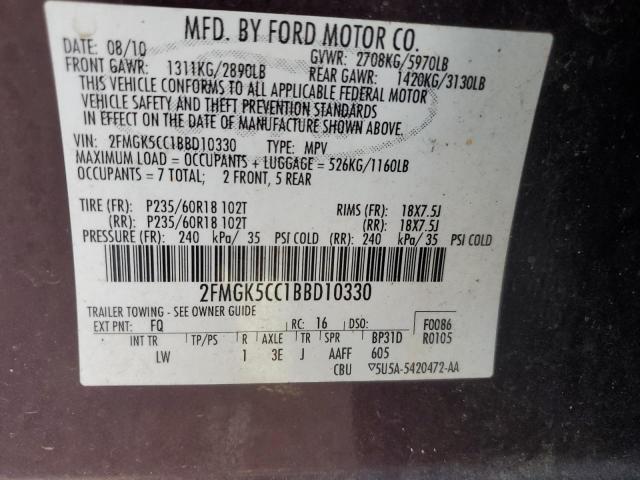 MFD. BY FORD MOTOR CO.
DATE: 08/10 GVWR: 2708KG/5970LB
FRONT GAWR: 1311KG/2890LB REAR GAWR: 1420KG/3130LB
THIS VEHICLE CONFORMS TO ALL APPLICABLE FEDERAL MOTOR
VEHICLE SAFETY AND THEFT PREVENTION STANDARDS
IN EFFECT ON THE DATE OF MANUFACTURE SHOWN ABOVE.
VIN: 2FMGK5CC1BBD10330 TYPE: MPV
MAXIMUM LOAD = OCCUPANTS + LUGGAGE = 526KG/1160LB
OCCUPANTS = 7 TOTAL; 2 FRONT, 5 REAR
TIRE (FR): P235/60R18 102T RIMS (FR): 18X7.5J
(RR): P235/60R18 102T (RR): 18X7.5J
PRESSURE (FR): 240 kPa/ 35 PSI COLD (RR): 240 kPa/ 35 PSI COLD
2FMGK5CC1BBD10330
TRAILER TOWING - SEE OWNER GUIDE
EXT PNT: FQ RC: 16 DSO: F0086
INT TR TP/PS R AXLE TR SPR BP31D R0105
LW 1 3E J AAFF 605
CBU ▽5U5A-5420472-AA